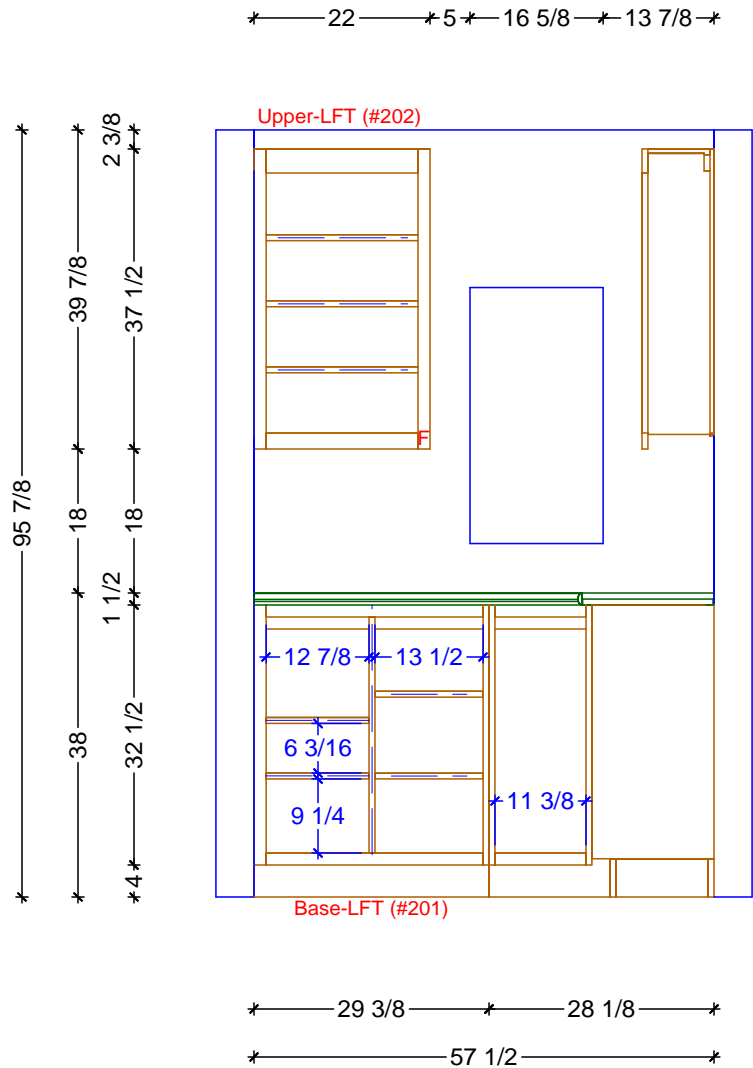 22 5 16 5/8 13 7/8
Upper-LFT (#202)
2 3/8
39 7/8
37 1/2
F
95 7/8
18
18
1 1/2
12 7/8 13 1/2
38
32 1/2
6 3/16
11 3/8
9 1/4
4
Base-LFT (#201)
29 3/8 28 1/8
57 1/2